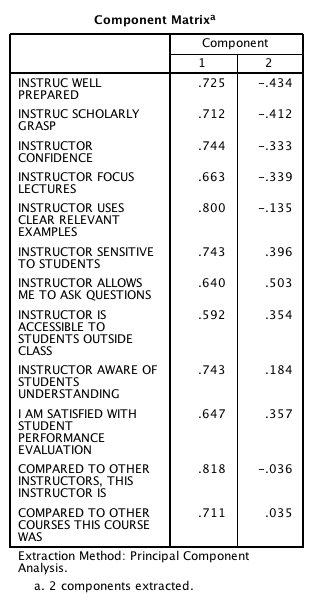 Component Matrixa
Component
1 2
INSTRUC WELL
PREPARED
.725 -.434
INSTRUC SCHOLARLY
GRASP
.712 -.412
INSTRUCTOR
CONFIDENCE
.744 -.333
INSTRUCTOR FOCUS
LECTURES
.663 -.339
INSTRUCTOR USES
CLEAR RELEVANT
EXAMPLES
.800 -.135
INSTRUCTOR SENSITIVE
TO STUDENTS
.743 .396
INSTRUCTOR ALLOWS
ME TO ASK QUESTIONS
.640 .503
INSTRUCTOR IS
ACCESSIBLE TO
STUDENTS OUTSIDE
CLASS
.592 .354
INSTRUCTOR AWARE OF
STUDENTS
UNDERSTANDING
.743 .184
I AM SATISFIED WITH
STUDENT
PERFORMANCE
EVALUATION
.647 .357
COMPARED TO OTHER
INSTRUCTORS, THIS
INSTRUCTOR IS
.818 -.036
COMPARED TO OTHER
COURSES THIS COURSE
WAS
.711 .035
Extraction Method: Principal Component
Analysis.
a. 2 components extracted.